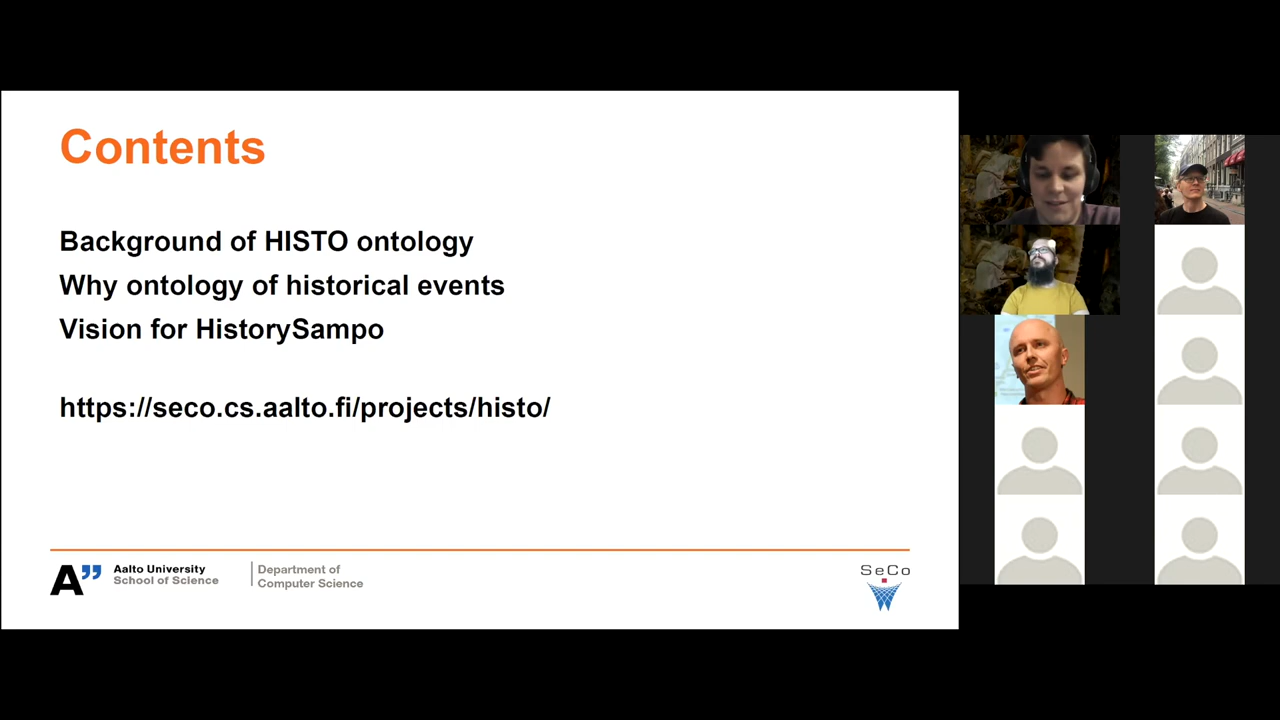 Contents
Background of HISTO ontology
Why ontology of historical events
Vision for HistorySampo
https://seco.cs.aalto.fi/projects/histo/
A”
Aalto University
School of Science
Department of
Computer Science
SeCo